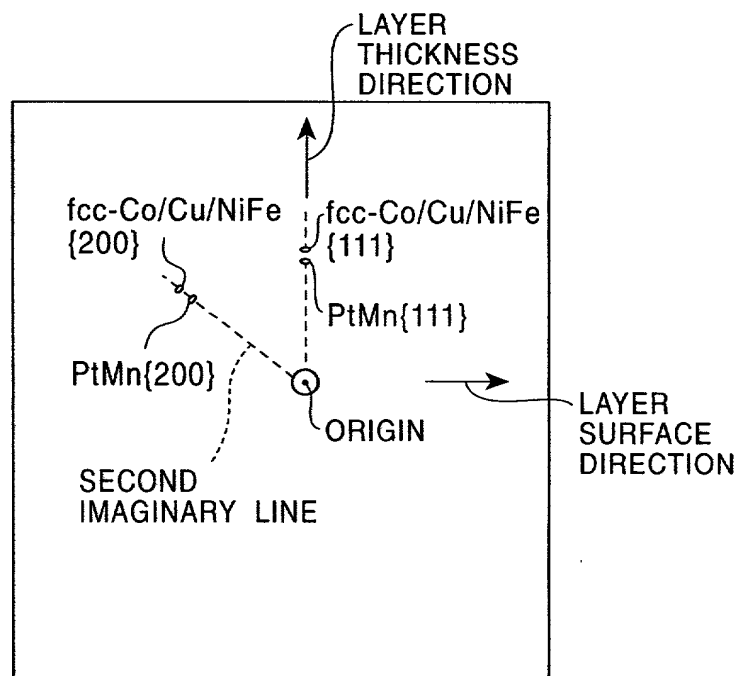 LAYER
THICKNESS
DIRECTION
fcc-Co/Cu/NiFe
{200}
fcc-Co/Cu/NiFe
{111}
PtMn{111}
PtMn{200}
ORIGIN
LAYER
SURFACE
DIRECTION
SECOND
IMAGINARY LINE